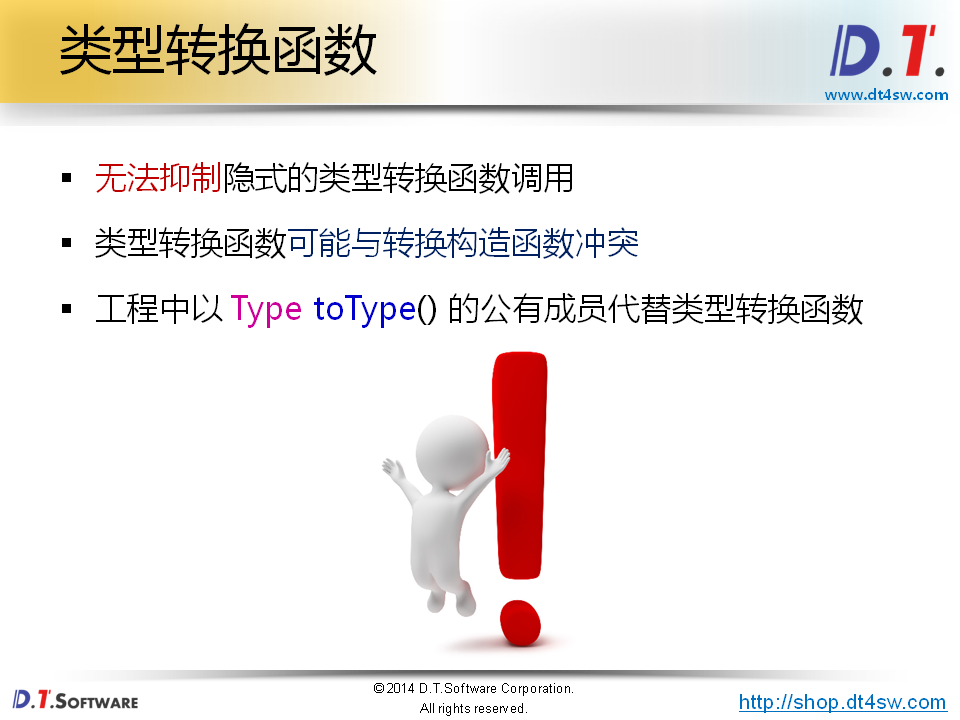 类型转换函数
D.T.
www.dt4sw.com
▪ 无法抑制隐式的类型转换函数调用
▪ 类型转换函数可能与转换构造函数冲突
▪ 工程中以 Type toType() 的公有成员代替类型转换函数
D.T.SOFTWARE
©2014 D.T.Software Corporation.
All rights reserved.
http://shop.dt4sw.com